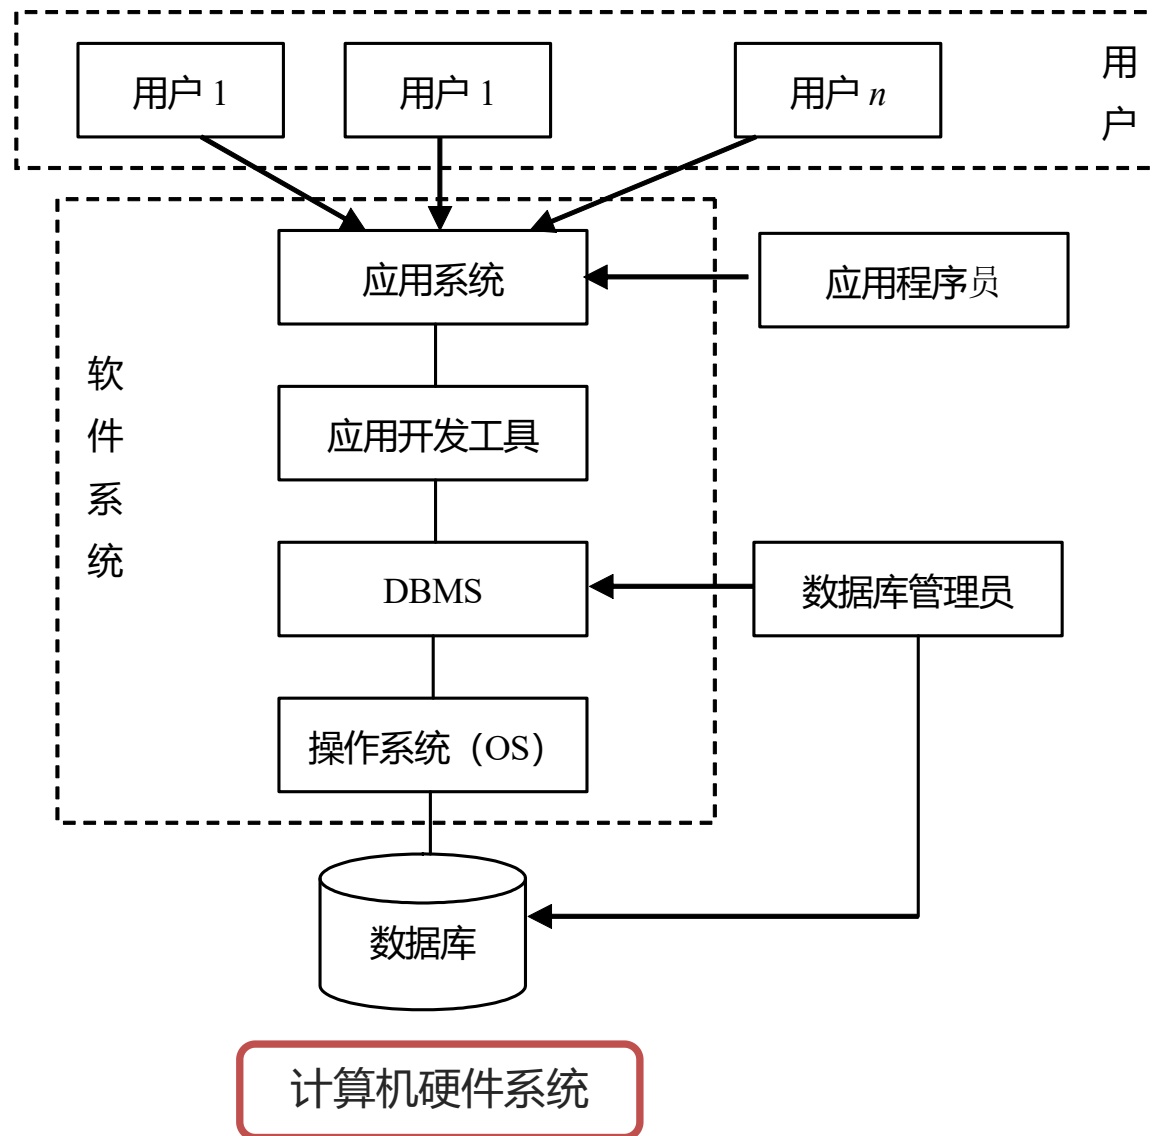 用户 1
用户 1
用户 n
用
户
应用系统
应用程序员
软
件
系
统
应用开发工具
DBMS
数据库管理员
操作系统（OS）
数据库
计算机硬件系统